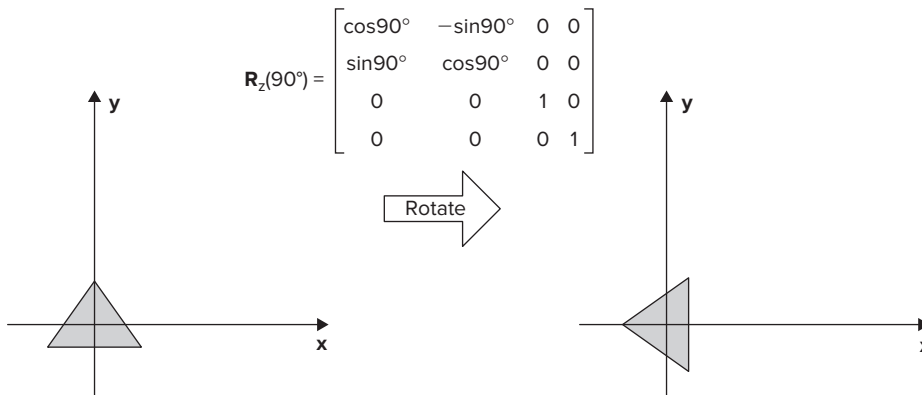 cos90° −sin90° 0 0
sin90° cos90° 0 0
R_z(90°) =
0 0 1 0
0 0 0 1
y
y
Rotate
x
x